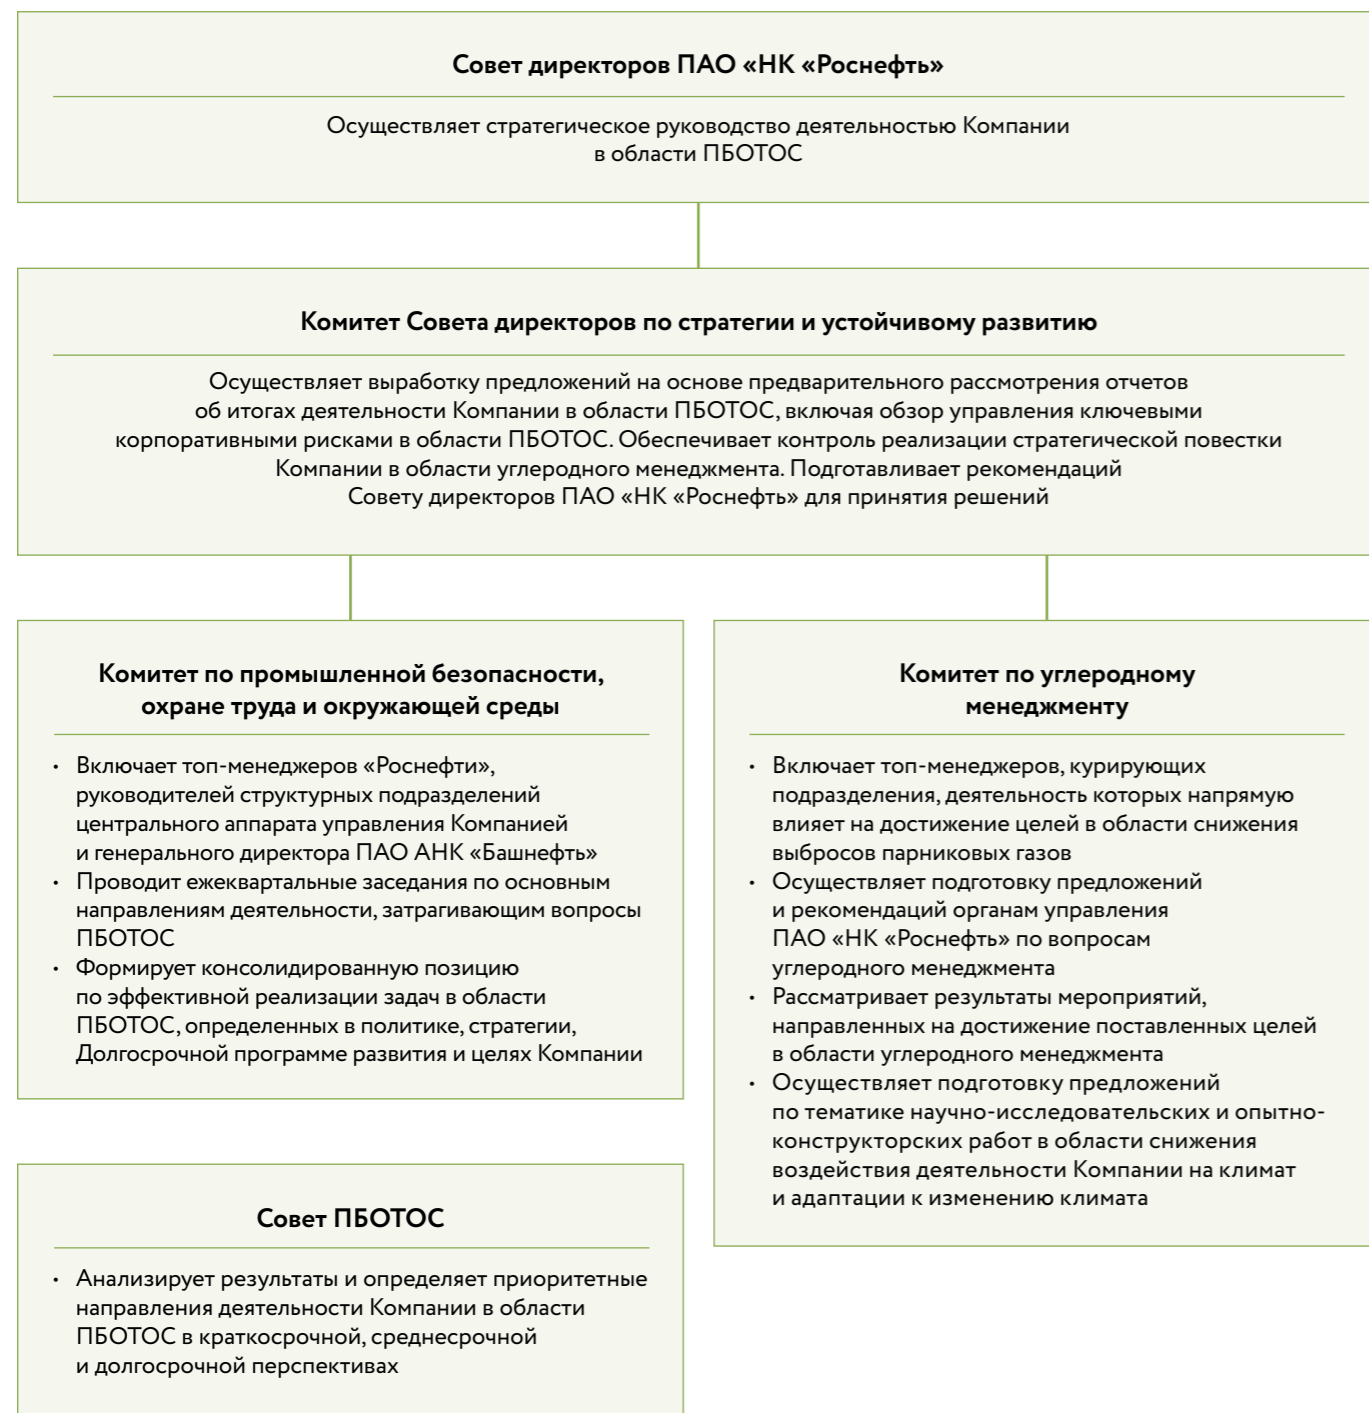 Совет директоров ПАО «НК «Роснефть»
Осуществляет стратегическое руководство деятельностью Компании
в области ПБОТОС
Комитет Совета директоров по стратегии и устойчивому развитию
Осуществляет выработку предложений на основе предварительного рассмотрения отчетов
об итогах деятельности Компании в области ПБОТОС, включая обзор управления ключевыми
корпоративными рисками в области ПБОТОС. Обеспечивает контроль реализации стратегической повестки
Компании в области углеродного менеджмента. Подготавливает рекомендаций
Совету директоров ПАО «НК «Роснефть» для принятия решений
Комитет по промышленной безопасности,
охране труда и окружающей среды
• Включает топ-менеджеров «Роснефти»,
руководителей структурных подразделений
центрального аппарата управления Компанией
и генерального директора ПАО АНК «Башнефть»
• Проводит ежеквартальные заседания по основным
направлениям деятельности, затрагивающим вопросы
ПБОТОС
• Формирует консолидированную позицию
по эффективной реализации задач в области
ПБОТОС, определенных в политике, стратегии,
Долгосрочной программе развития и целях Компании
Комитет по углеродному
менеджменту
• Включает топ-менеджеров, курирующих
подразделения, деятельность которых напрямую
влияет на достижение целей в области снижения
выбросов парниковых газов
• Осуществляет подготовку предложений
и рекомендаций органам управления
ПАО «НК «Роснефть» по вопросам
углеродного менеджмента
• Рассматривает результаты мероприятий,
направленных на достижение поставленных целей
в области углеродного менеджмента
• Осуществляет подготовку предложений
по тематике научно-исследовательских и опытно-
конструкторских работ в области снижения
воздействия деятельности Компании на климат
и адаптации к изменению климата
Совет ПБОТОС
• Анализирует результаты и определяет приоритетные
направления деятельности Компании в области
ПБОТОС в краткосрочной, среднесрочной
и долгосрочной перспективах